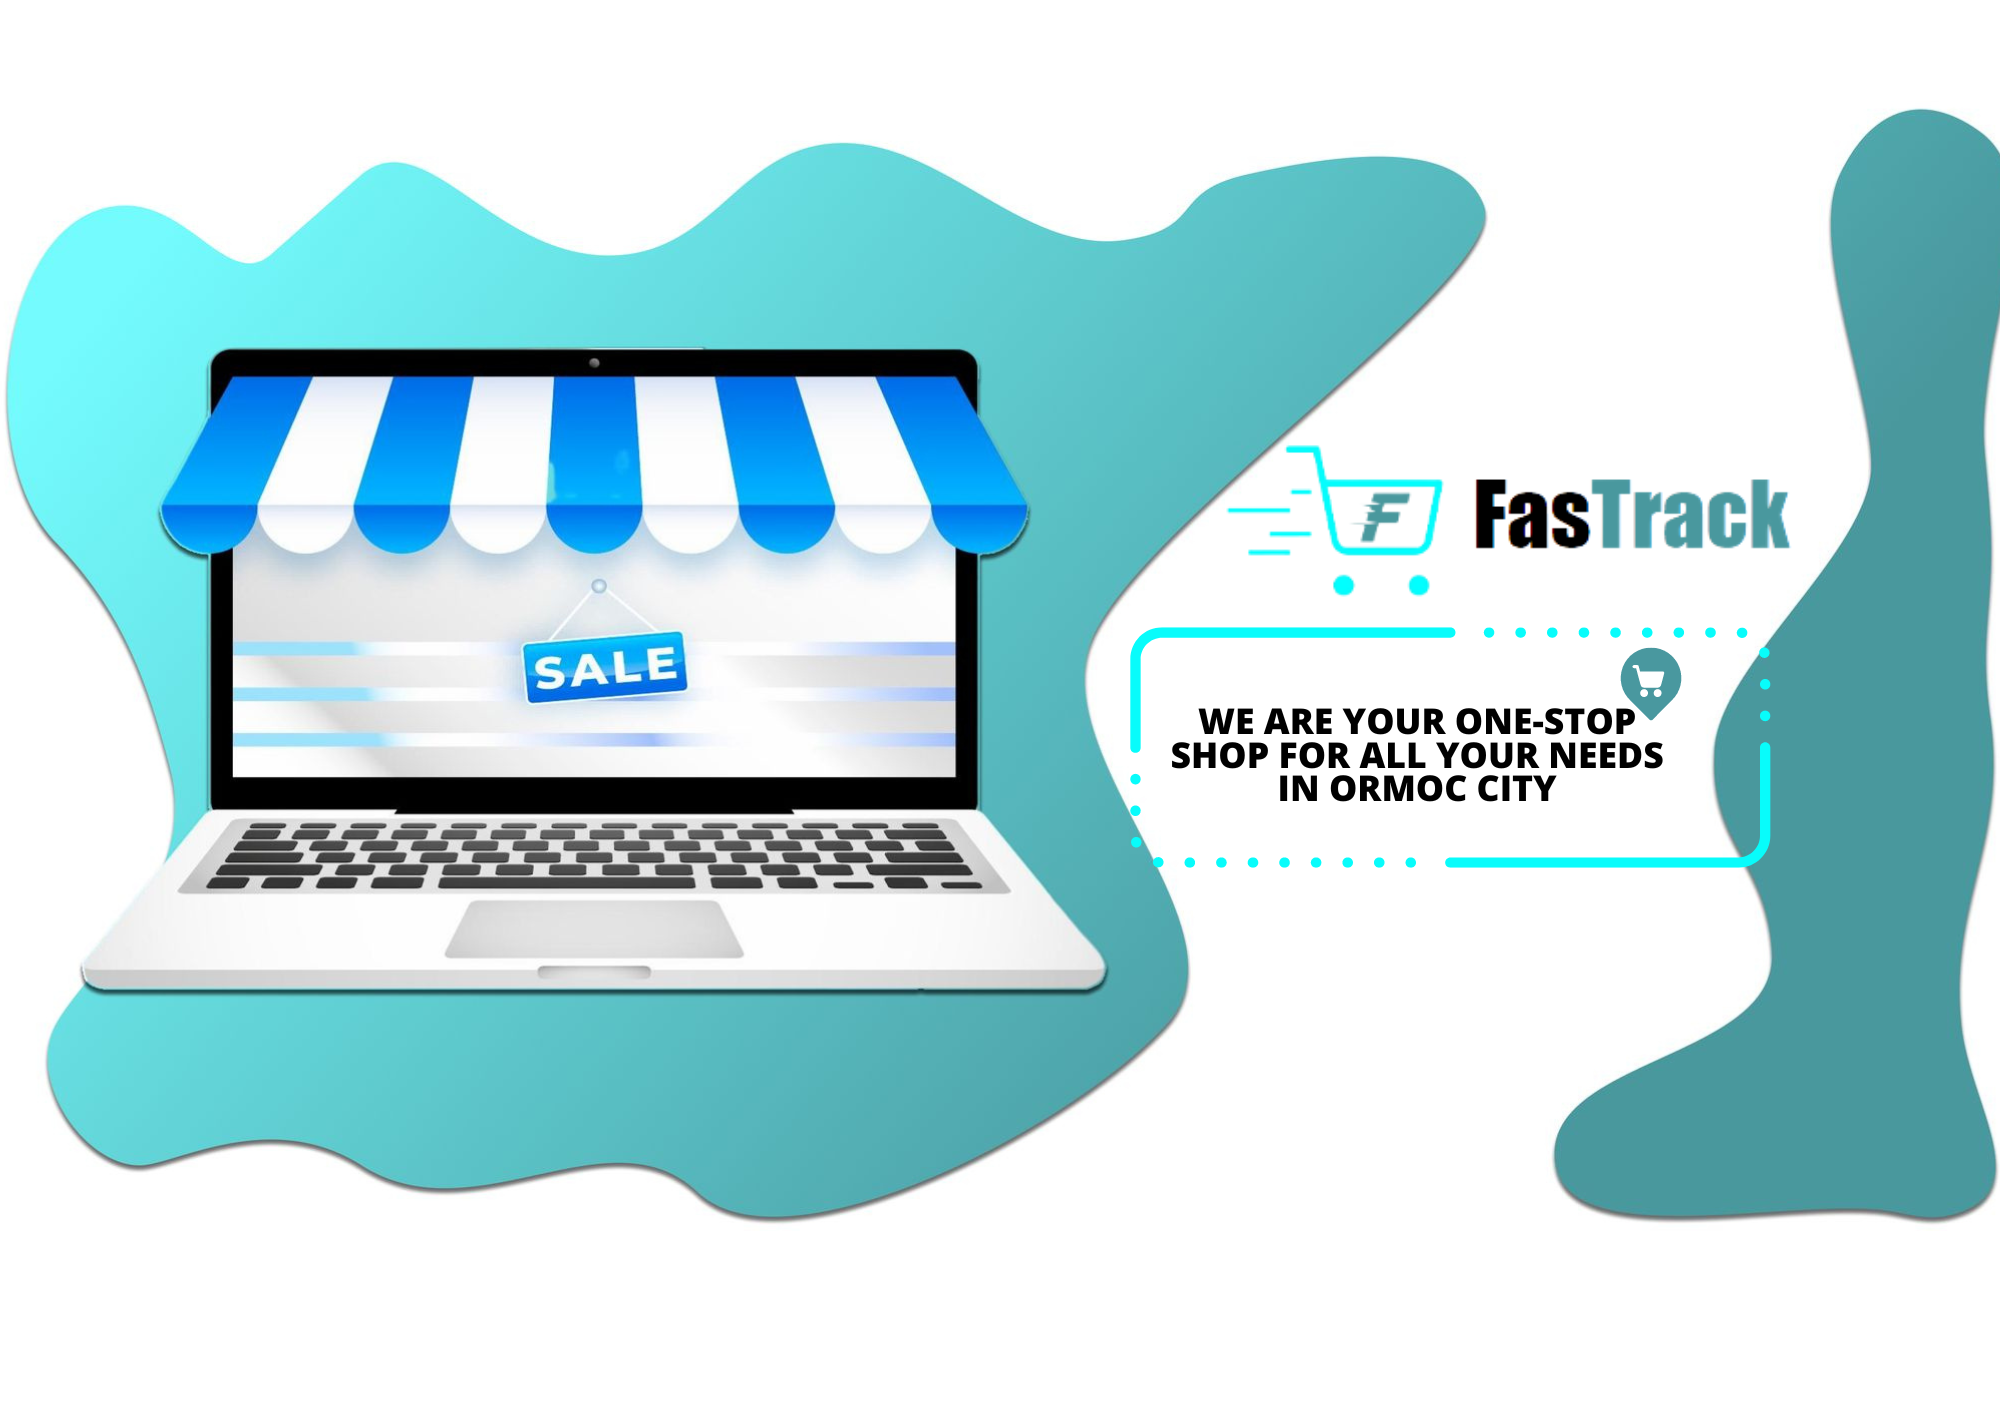 SALE
F
FasTrack
WE ARE YOUR ONE-STOP
SHOP FOR ALL YOUR NEEDS
IN ORMOC CITY